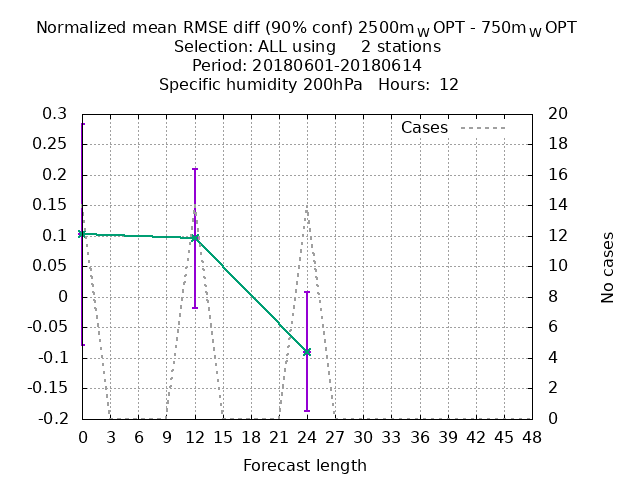 Normalized mean RMSE diff (90% conf) 2500m_W OPT - 750m_W OPT
Selection: ALL using 2 stations
Period: 20180601-20180614
Specific humidity 200hPa Hours: 12
Cases
0.3
0.25
0.2
0.15
0.1
0.05
0
-0.05
-0.1
-0.15
-0.2
20
18
16
14
12
10
8
6
4
2
0
No cases
0 3 6 9 12 15 18 21 24 27 30 33 36 39 42 45 48
Forecast length